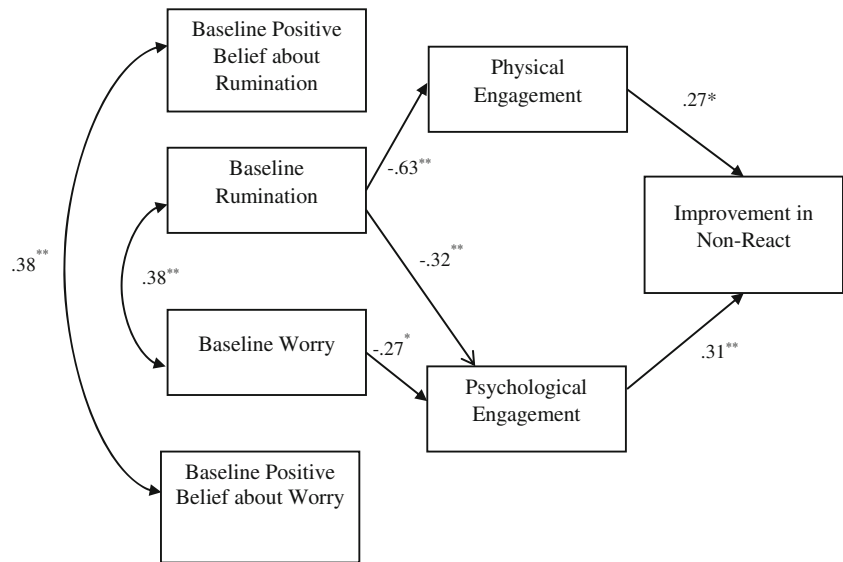 Baseline Positive
Belief about
Rumination
Physical
Engagement
.27*
Baseline
Rumination
-.63**
Improvement in
Non-React
-.32**
.38**
.38**
Baseline Worry
-.27*
.31**
Psychological
Engagement
Baseline Positive
Belief about Worry